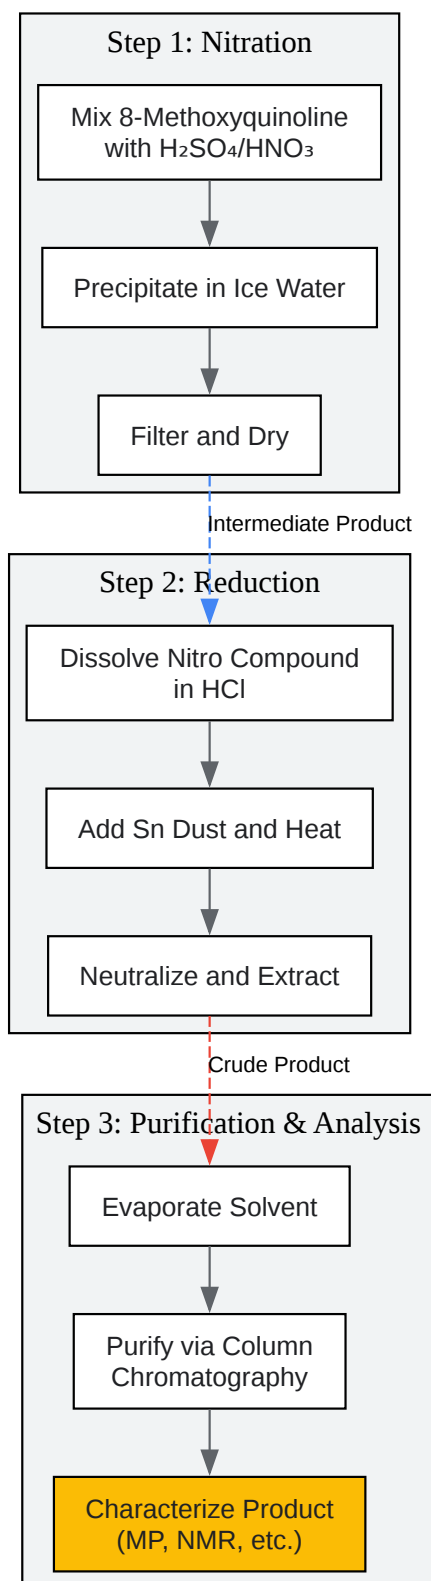 Step 1: Nitration
Mix 8-Methoxyquinoline
with H₂SO₄/HNO₃
Precipitate in Ice Water
Filter and Dry
Intermediate Product
Step 2: Reduction
Dissolve Nitro Compound
in HCl
Add Sn Dust and Heat
Neutralize and Extract
Crude Product
Step 3: Purification & Analysis
Evaporate Solvent
Purify via Column
Chromatography
Characterize Product
(MP, NMR, etc.)